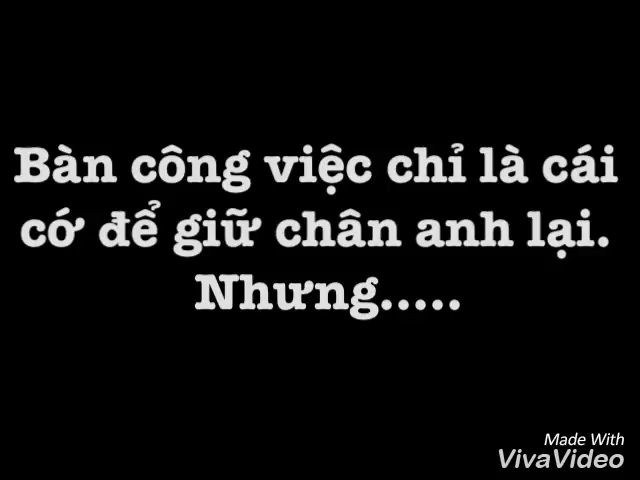 Bàn công việc chỉ là cái
cớ để giữ chân anh lại.
Nhưng.....
Made With
VivaVideo